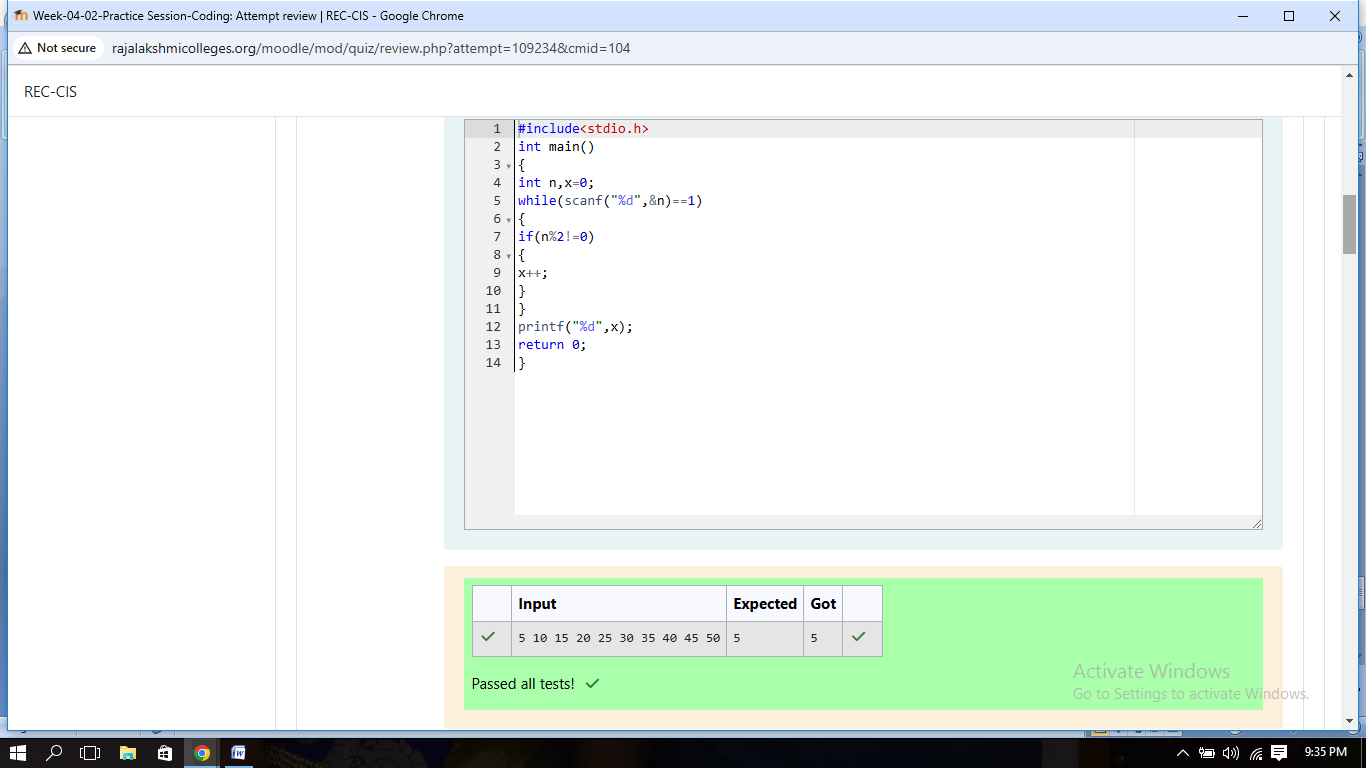 Week-04-02-Practice Session-Coding: Attempt review | REC-CIS - Google Chrome
Not secure rajalakshmicolleges.org/moodle/mod/quiz/review.php?attempt=109234&cmid=104
REC-CIS
1 #include<stdio.h>
2 int main()
3 {
4 int n,x=0;
5 while(scanf("%d",&n)==1)
6 {
7 if(n%2!=0)
8 {
9 x++;
10 }
11 }
12 printf("%d",x);
13 return 0;
14 }
Input Expected Got
5 10 15 20 25 30 35 40 45 50 5 5
Passed all tests!
Activate Windows
Go to Settings to activate Windows.
9:35 PM